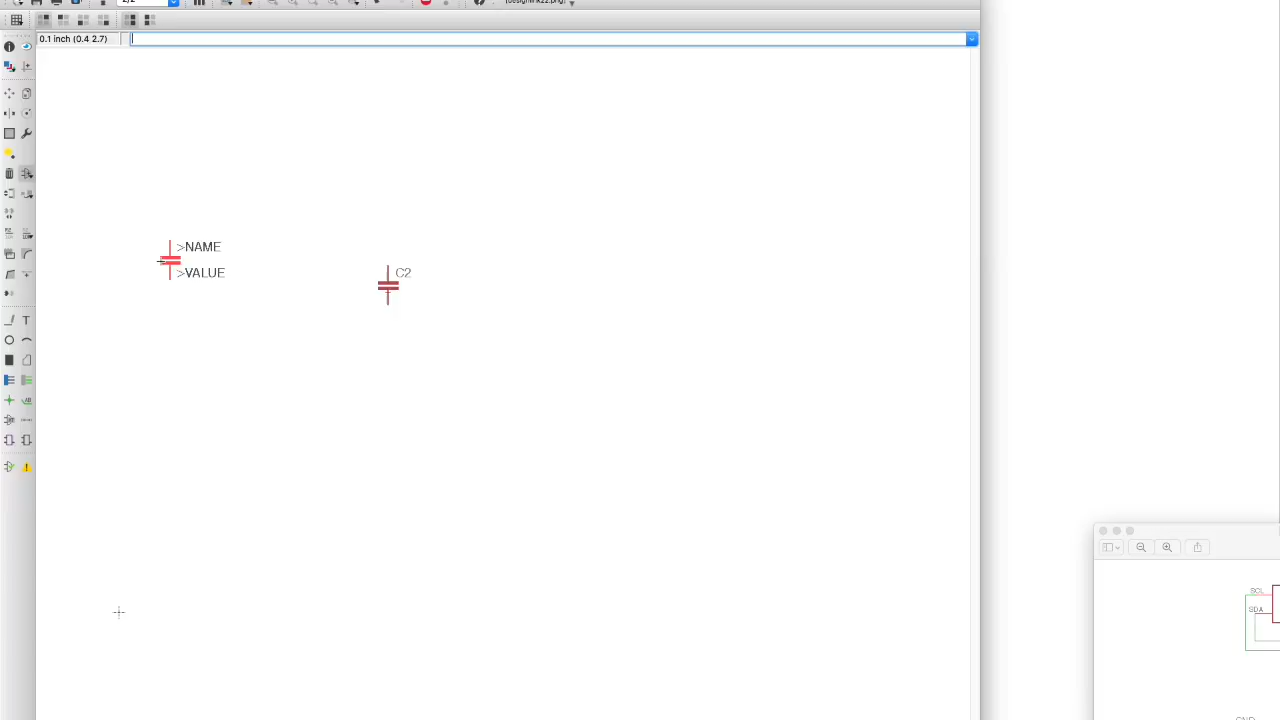 0.1 inch (0.4 2.7)
>NAME
>VALUE
C2
SCL
SDA